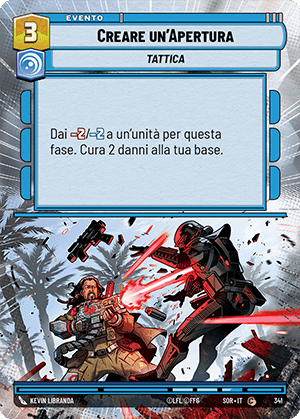 EVENTO
3
CREARE UN'APERTURA
TATTICA
Dai -2/-2 a un'unità per questa
fase. Cura 2 danni alla tua base.
KEVIN LIBRANDA
©LFL ©FFG
SOR • IT C 341